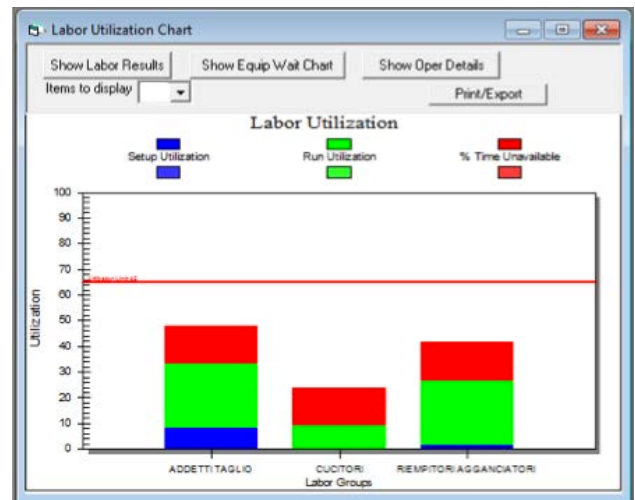 Labor Utilization Chart
Show Labor Results Show Equip Wait Chart Show Oper Details
Items to display
Print/Export
Labor Utilization
Setup Utilization Run Utilization % Time Unavailable
100
90
80
70
60
50
40
30
20
10
0
Utilization
ADDETTI TAGLIO CUCITORI RIEMPITORI AGGANCIATORI
Labor Groups